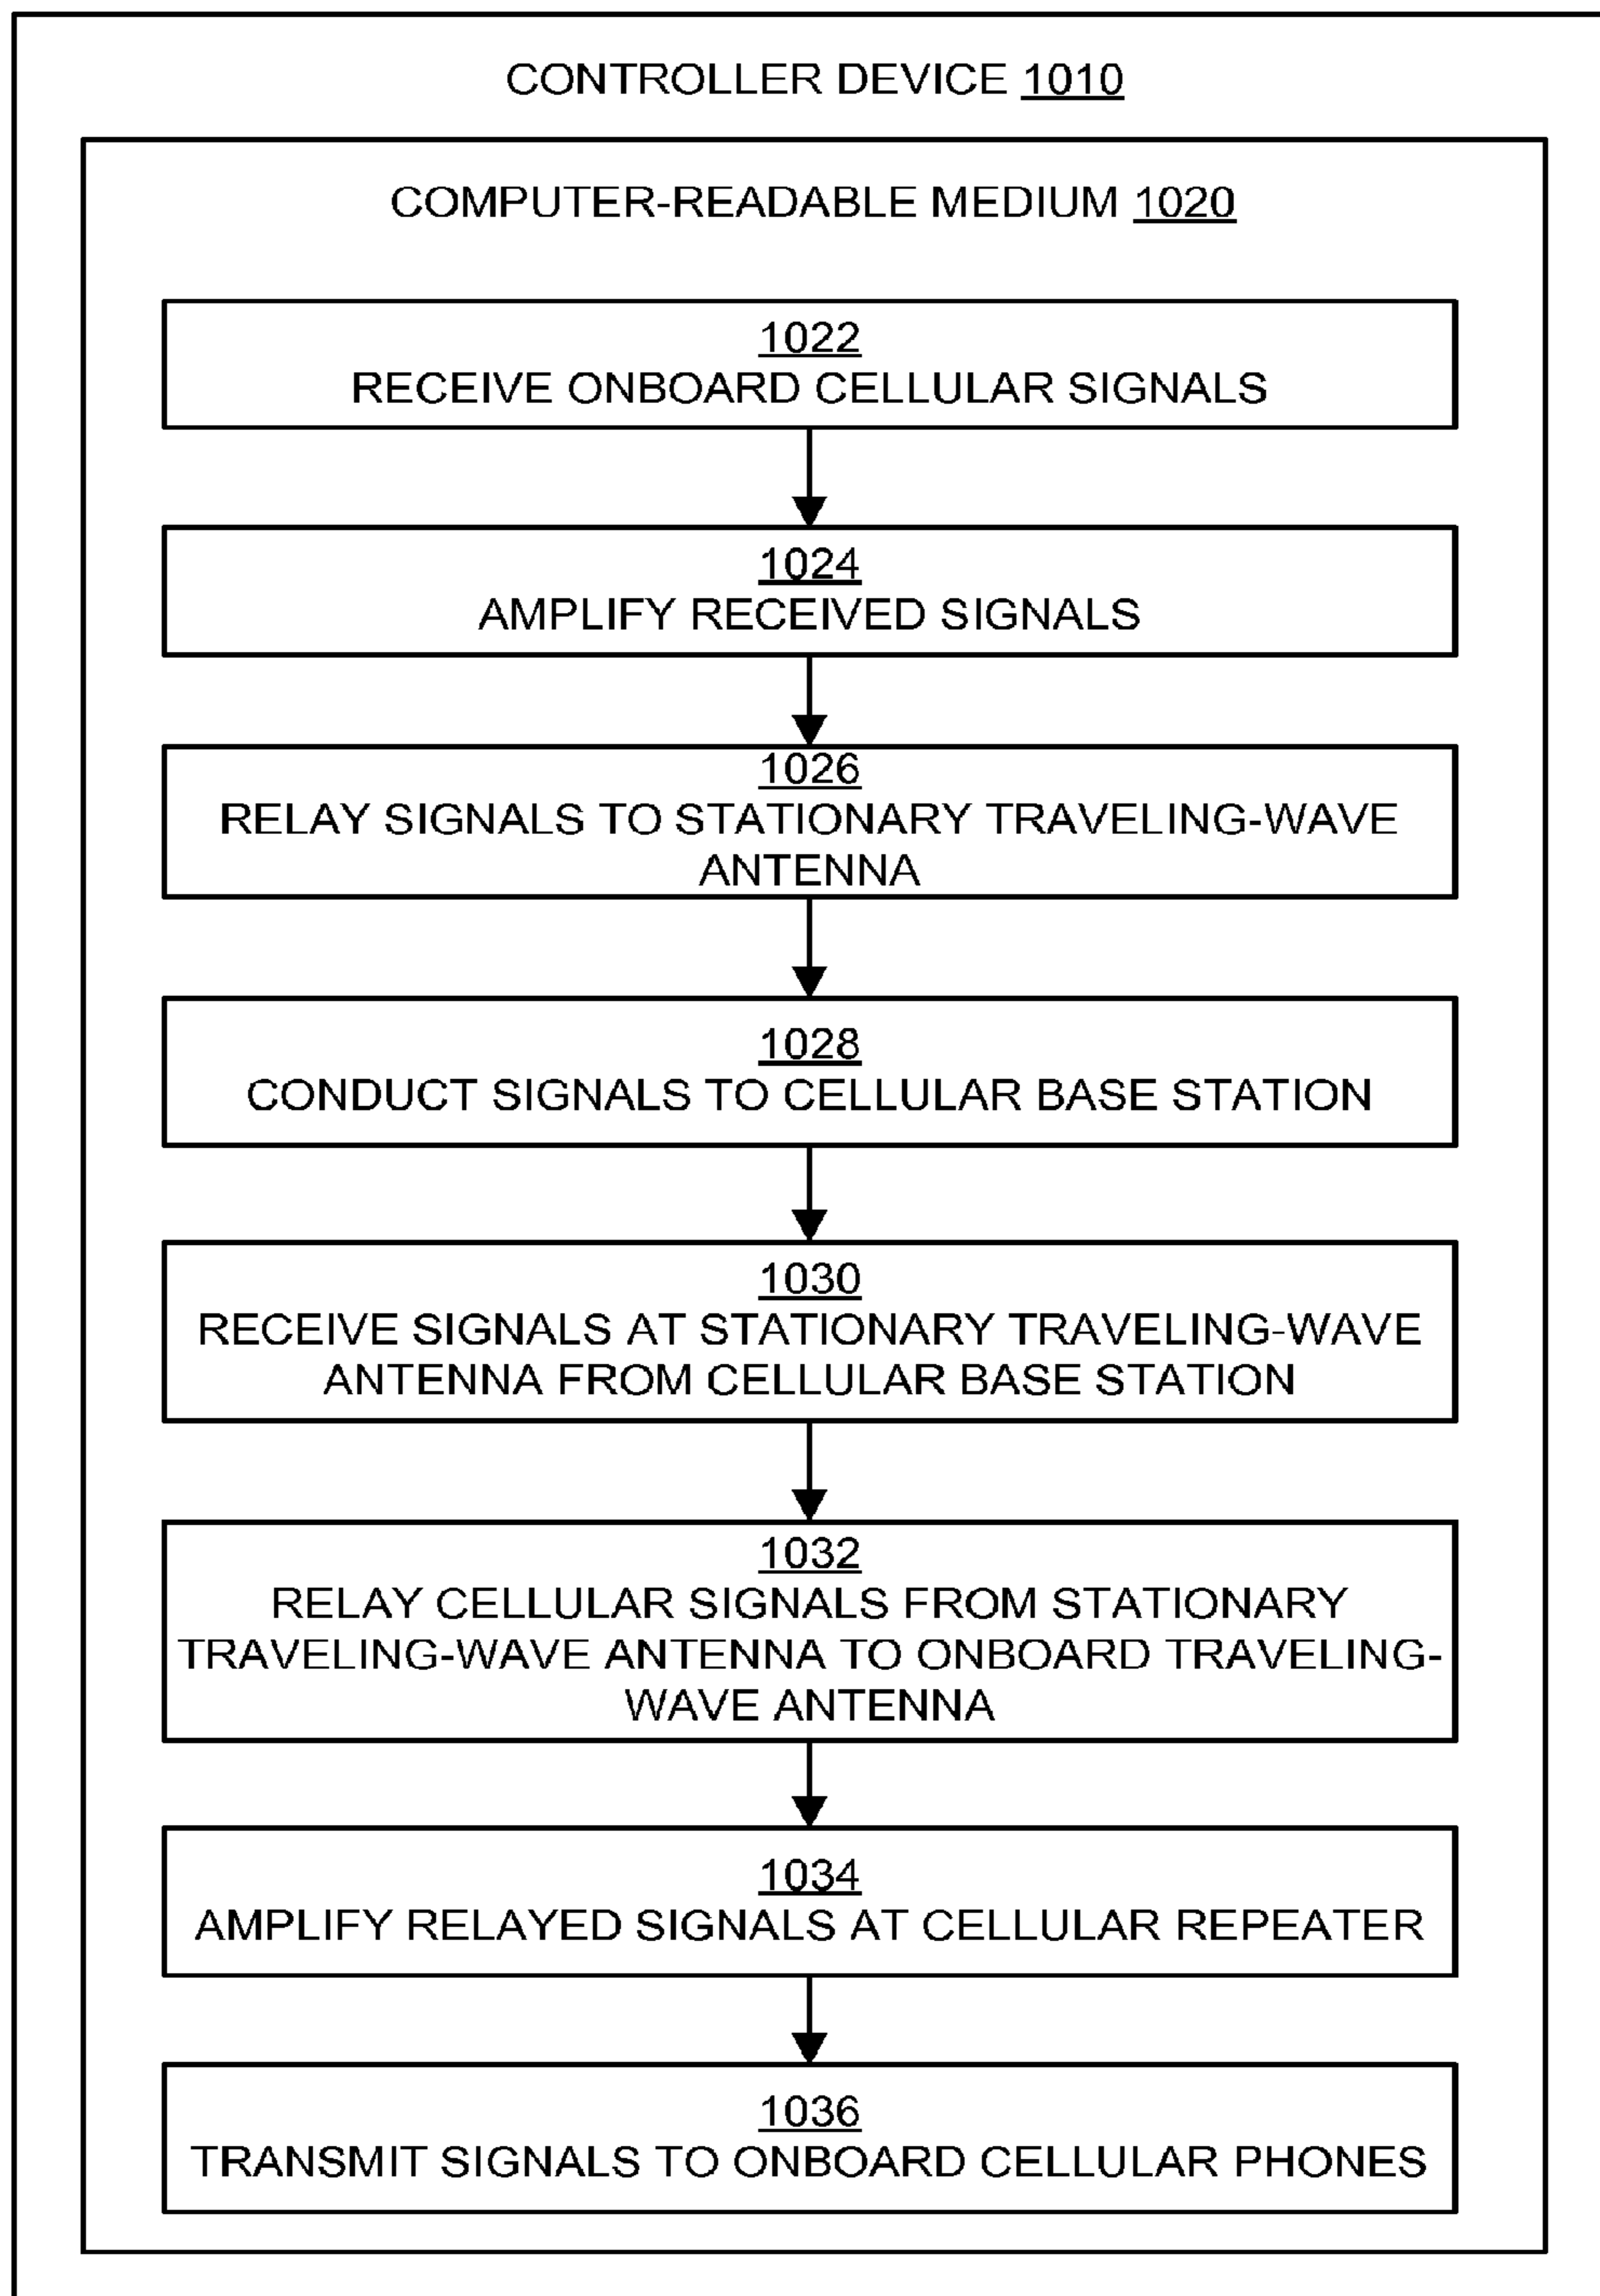 CONTROLLER DEVICE 1010
COMPUTER-READABLE MEDIUM 1020
1022
RECEIVE ONBOARD CELLULAR SIGNALS
1024
AMPLIFY RECEIVED SIGNALS
1026
RELAY SIGNALS TO STATIONARY TRAVELING-WAVE
ANTENNA
1028
CONDUCT SIGNALS TO CELLULAR BASE STATION
1030
RECEIVE SIGNALS AT STATIONARY TRAVELING-WAVE
ANTENNA FROM CELLULAR BASE STATION
1032
RELAY CELLULAR SIGNALS FROM STATIONARY
TRAVELING-WAVE ANTENNA TO ONBOARD TRAVELING-
WAVE ANTENNA
1034
AMPLIFY RELAYED SIGNALS AT CELLULAR REPEATER
1036
TRANSMIT SIGNALS TO ONBOARD CELLULAR PHONES